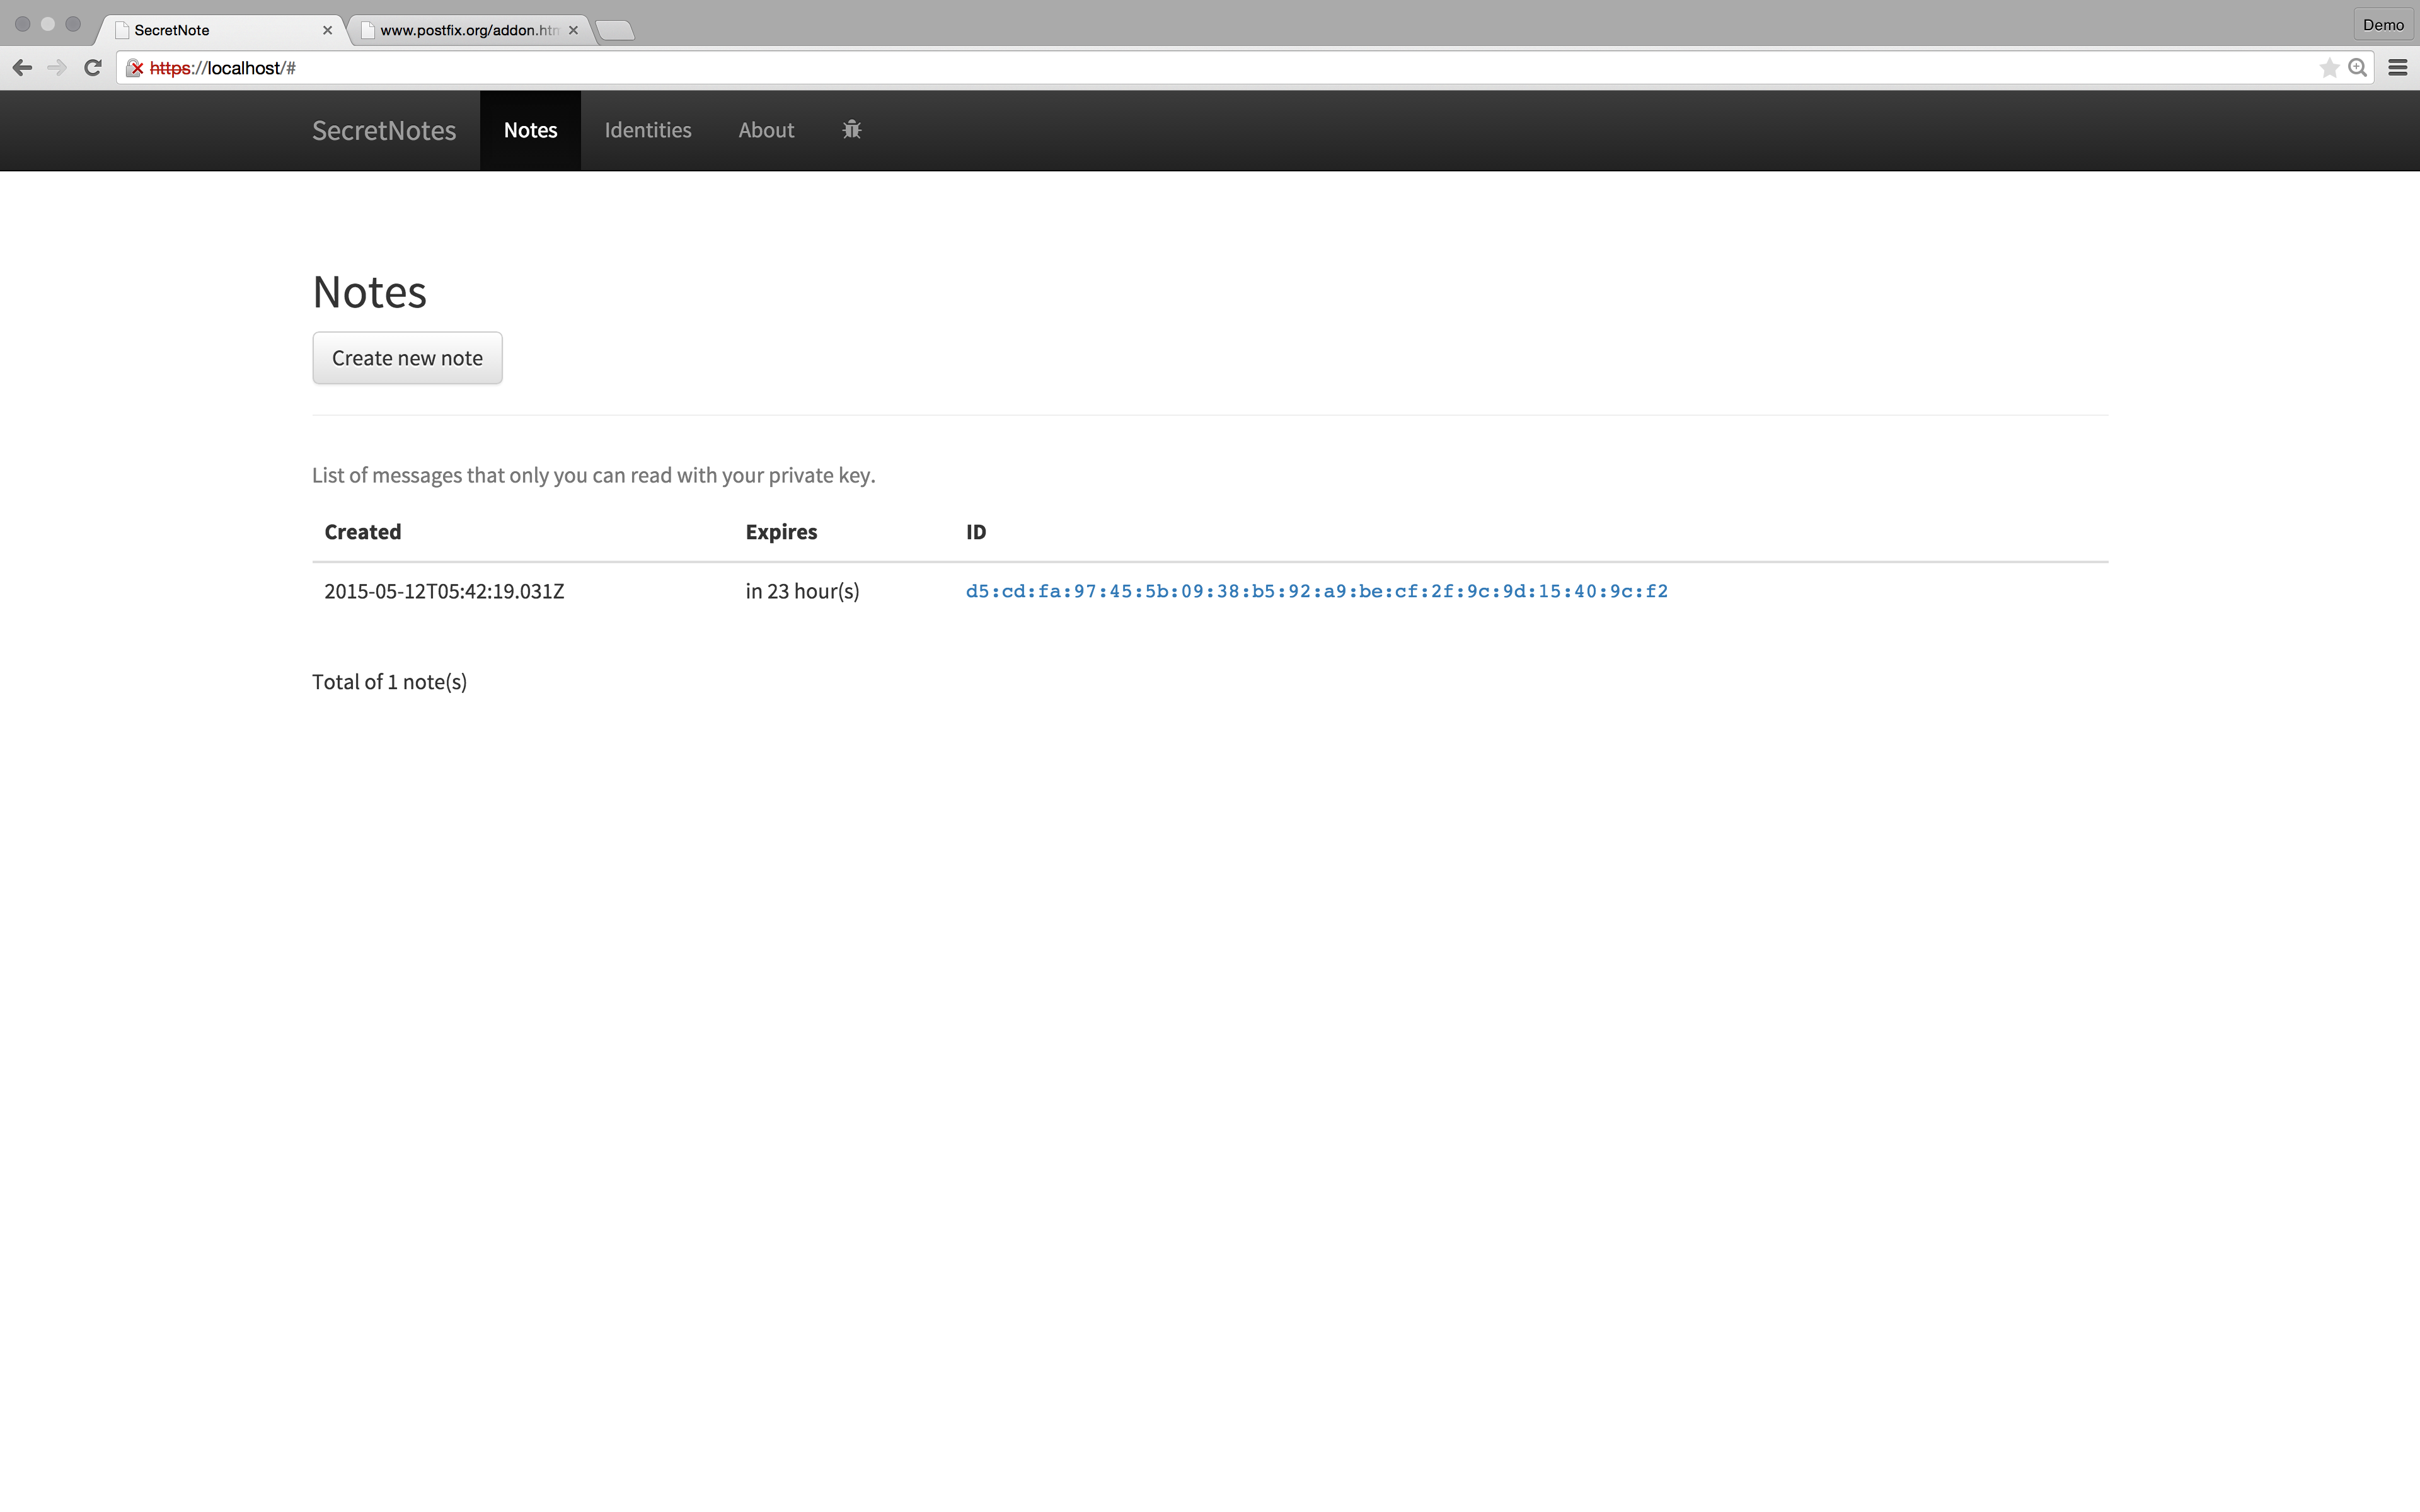 SecretNote
www.postfix.org/addon.htm
Demo
https://localhost/#
SecretNotes Notes Identities About
Notes
Create new note
List of messages that only you can read with your private key.
Created Expires ID
2015-05-12T05:42:19.031Z in 23 hour(s) d5:cd:fa:97:45:5b:09:38:b5:92:a9:be:cf:2f:9c:9d:15:40:9c:f2
Total of 1 note(s)